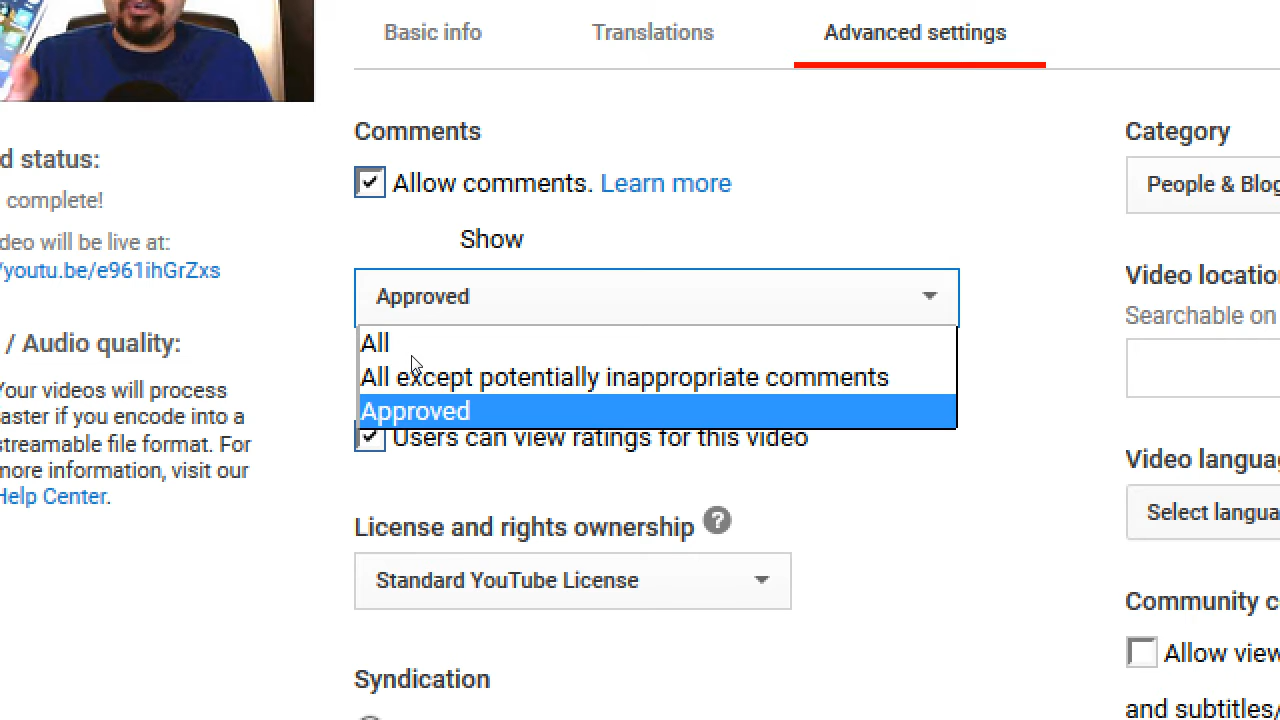 Basic info
Translations
Advanced settings
d status:
complete!
deo will be live at:
/youtu.be/e961ihGrZxs
/ Audio quality:
Your videos will process
aster if you encode into a
streamable file format. For
more information, visit our
Help Center.
Comments
Allow comments. Learn more
Show
Approved
All
All except potentially inappropriate comments
Approved
Users can view ratings for this video
License and rights ownership ?
Standard YouTube License
Syndication
Category
People & Blog
Video locatio
Searchable on
Video langua
Select langua
Community c
Allow view
and subtitles/